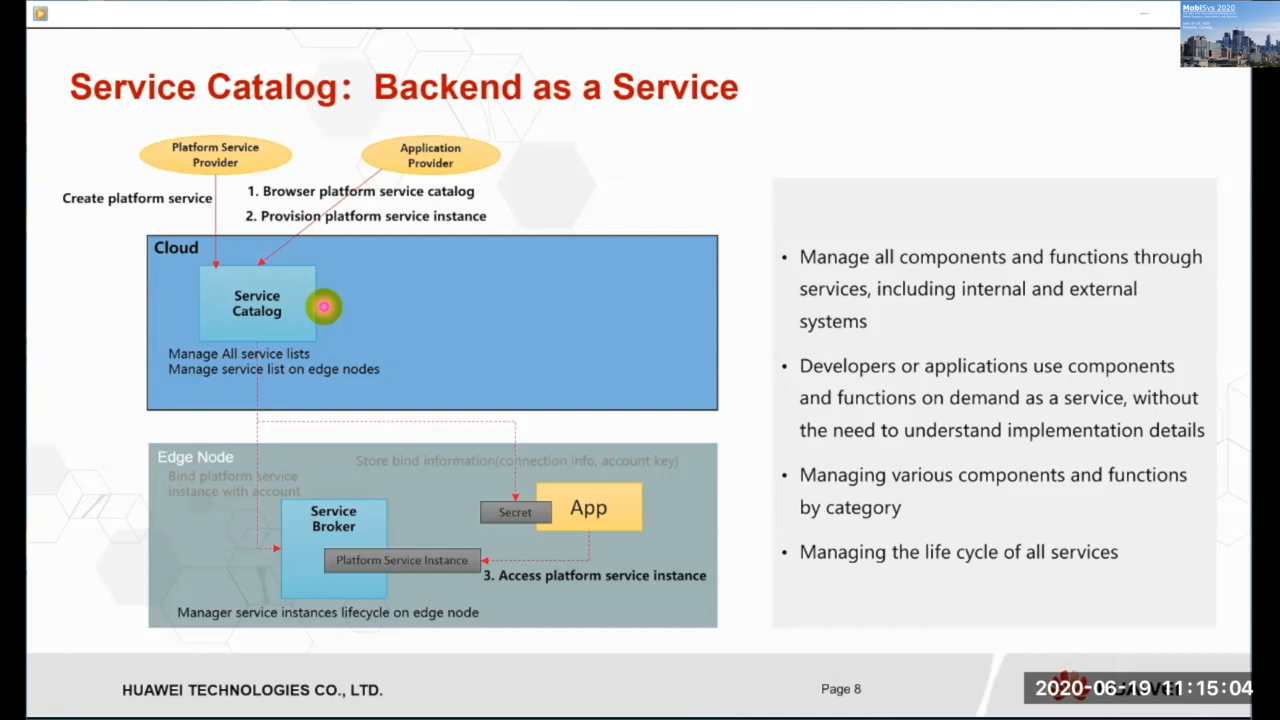 MobiSys 2020
Service Catalog: Backend as a Service
Platform Service
Provider
Application
Provider
Create platform service
1. Browser platform service catalog
2. Provision platform service instance
Cloud
Service
Catalog
Manage All service lists
Manage service list on edge nodes
Edge Node
Store bind information(connection info, account key)
Bind platform service
instance with account
Service
Broker
Secret
App
Platform Service Instance
3. Access platform service instance
Manager service instances lifecycle on edge node
• Manage all components and functions through
services, including internal and external
systems
• Developers or applications use components
and functions on demand as a service, without
the need to understand implementation details
• Managing various components and functions
by category
• Managing the life cycle of all services
HUAWEI TECHNOLOGIES CO., LTD.
Page 8
2020-06-19 11:15:04